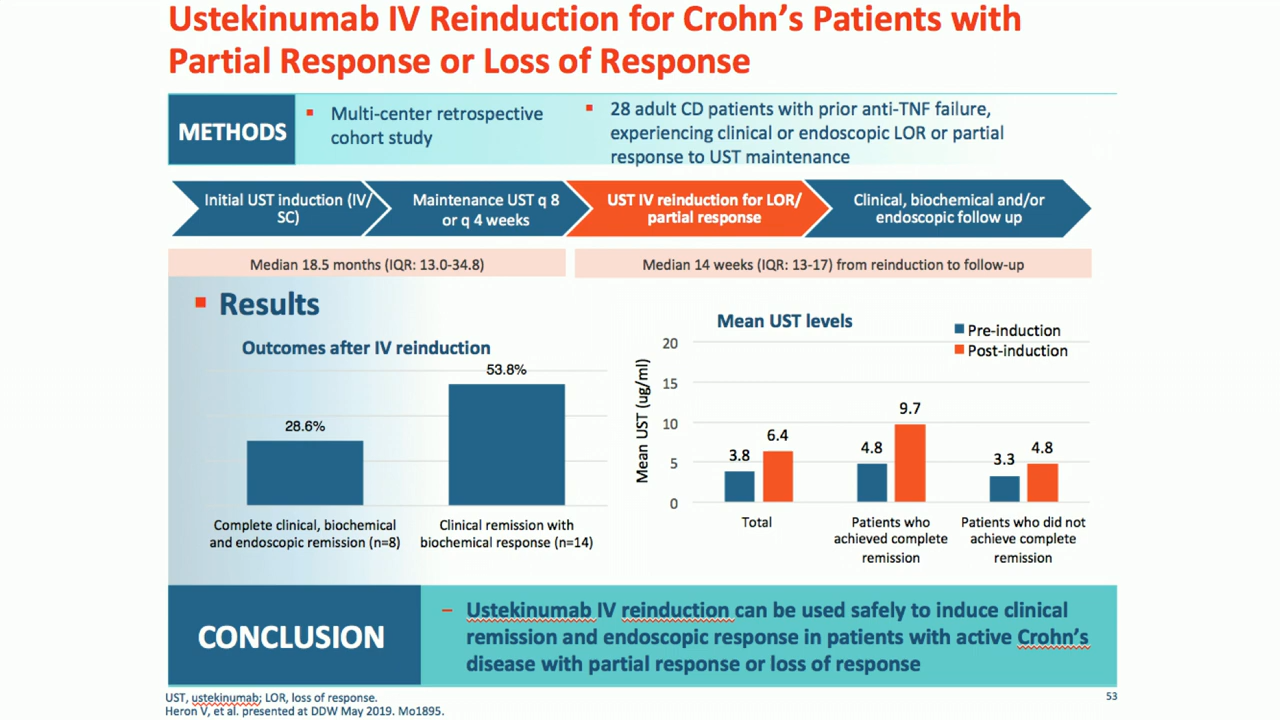 Ustekinumab IV Reinduction for Crohn's Patients with
Partial Response or Loss of Response
METHODS
▪ Multi-center retrospective
cohort study
▪ 28 adult CD patients with prior anti-TNF failure,
experiencing clinical or endoscopic LOR or partial
response to UST maintenance
Initial UST induction (IV/
SC)
Maintenance UST q 8
or q 4 weeks
UST IV reinduction for LOR/
partial response
Clinical, biochemical and/or
endoscopic follow up
Median 18.5 months (IQR: 13.0-34.8)
Median 14 weeks (IQR: 13-17) from reinduction to follow-up
▪ Results
Outcomes after IV reinduction
28.6%
53.8%
Complete clinical, biochemical
and endoscopic remission (n=8)
Clinical remission with
biochemical response (n=14)
Mean UST levels
Pre-induction
Post-induction
Mean UST (ug/ml)
20
15
10
5
0
3.8
6.4
4.8
9.7
3.3
4.8
Total
Patients who
achieved complete
remission
Patients who did not
achieve complete
remission
CONCLUSION
– Ustekinumab IV reinduction can be used safely to induce clinical
remission and endoscopic response in patients with active Crohn's
disease with partial response or loss of response
UST, ustekinumab; LOR, loss of response.
Heron V, et al. presented at DDW May 2019. Mo1895.
53